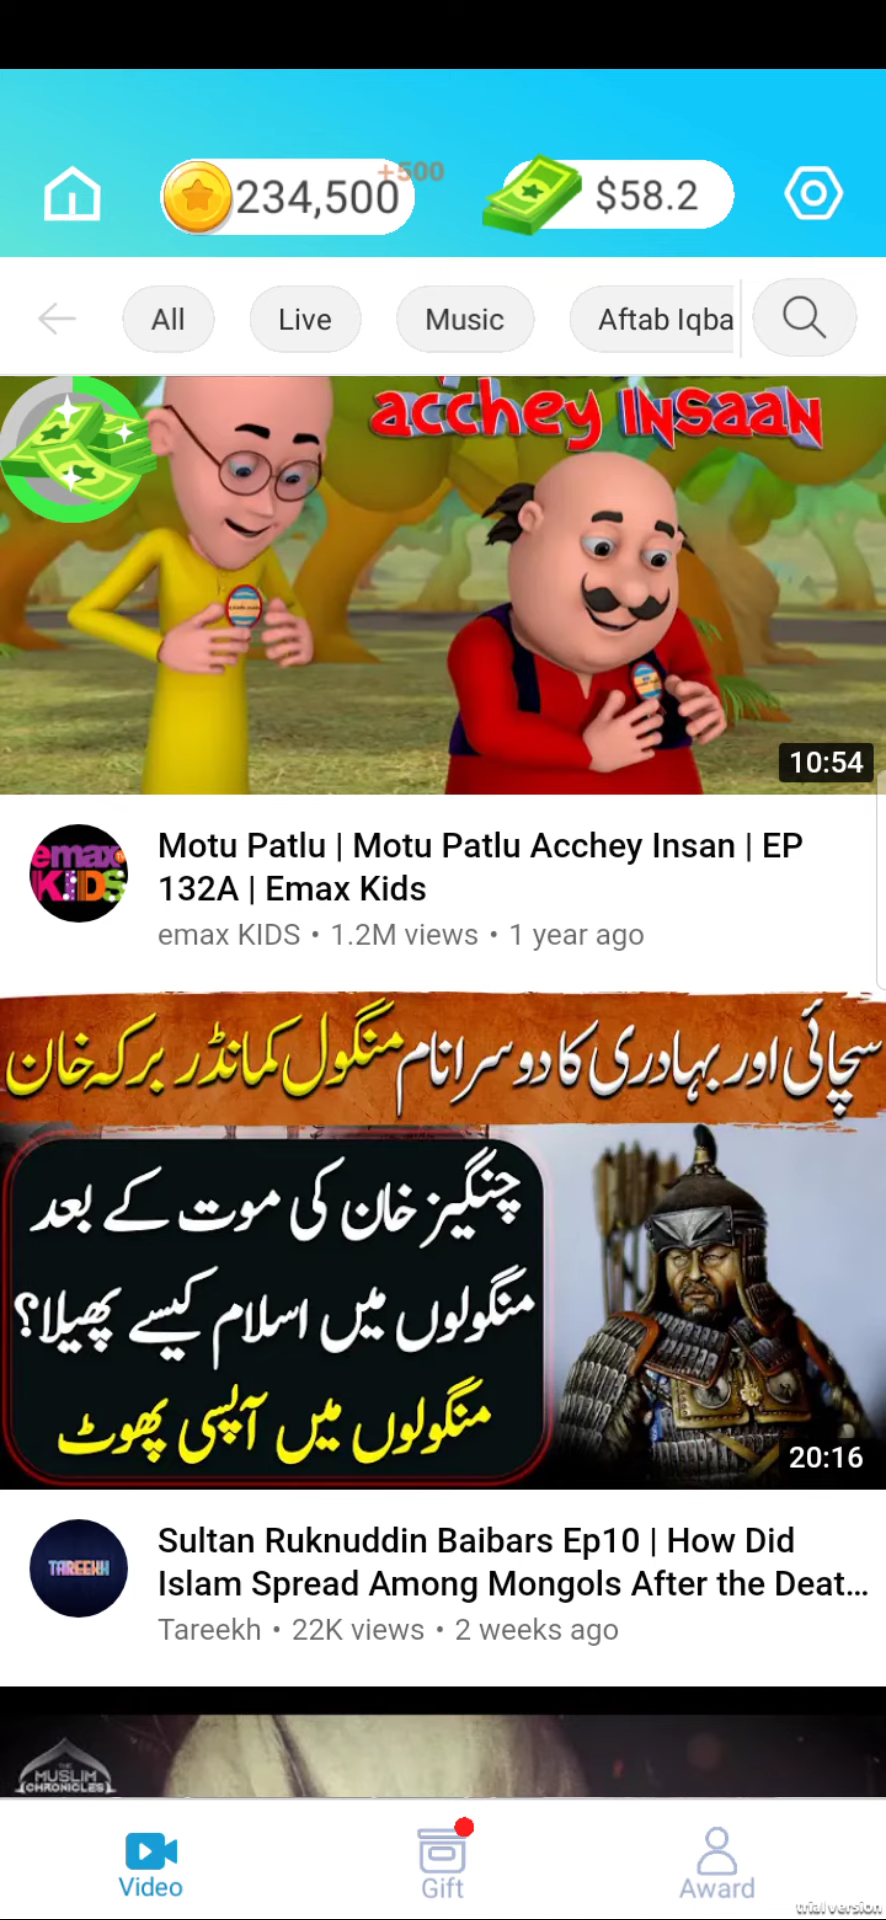 +500
234,500
$58.2
All
Live
Music
Aftab Iqba
acchey INSAAN
10:54
emax
KIDS
Motu Patlu | Motu Patlu Acchey Insan | EP
132A | Emax Kids
emax KIDS • 1.2M views • 1 year ago
سچائی اور بہادری کا دوسرا نام منگول کمانڈر برکہ خان
چنگیز خان کی موت کے بعد
منگولوں میں اسلام کیسے پھیلا؟
منگولوں میں آپسی پھوٹ
20:16
TAREEKH
Sultan Ruknuddin Baibars Ep10 | How Did
Islam Spread Among Mongols After the Deat...
Tareekh • 22K views • 2 weeks ago
THE
MUSLIM
CHRONICLES
Video
Gift
Award
trial version